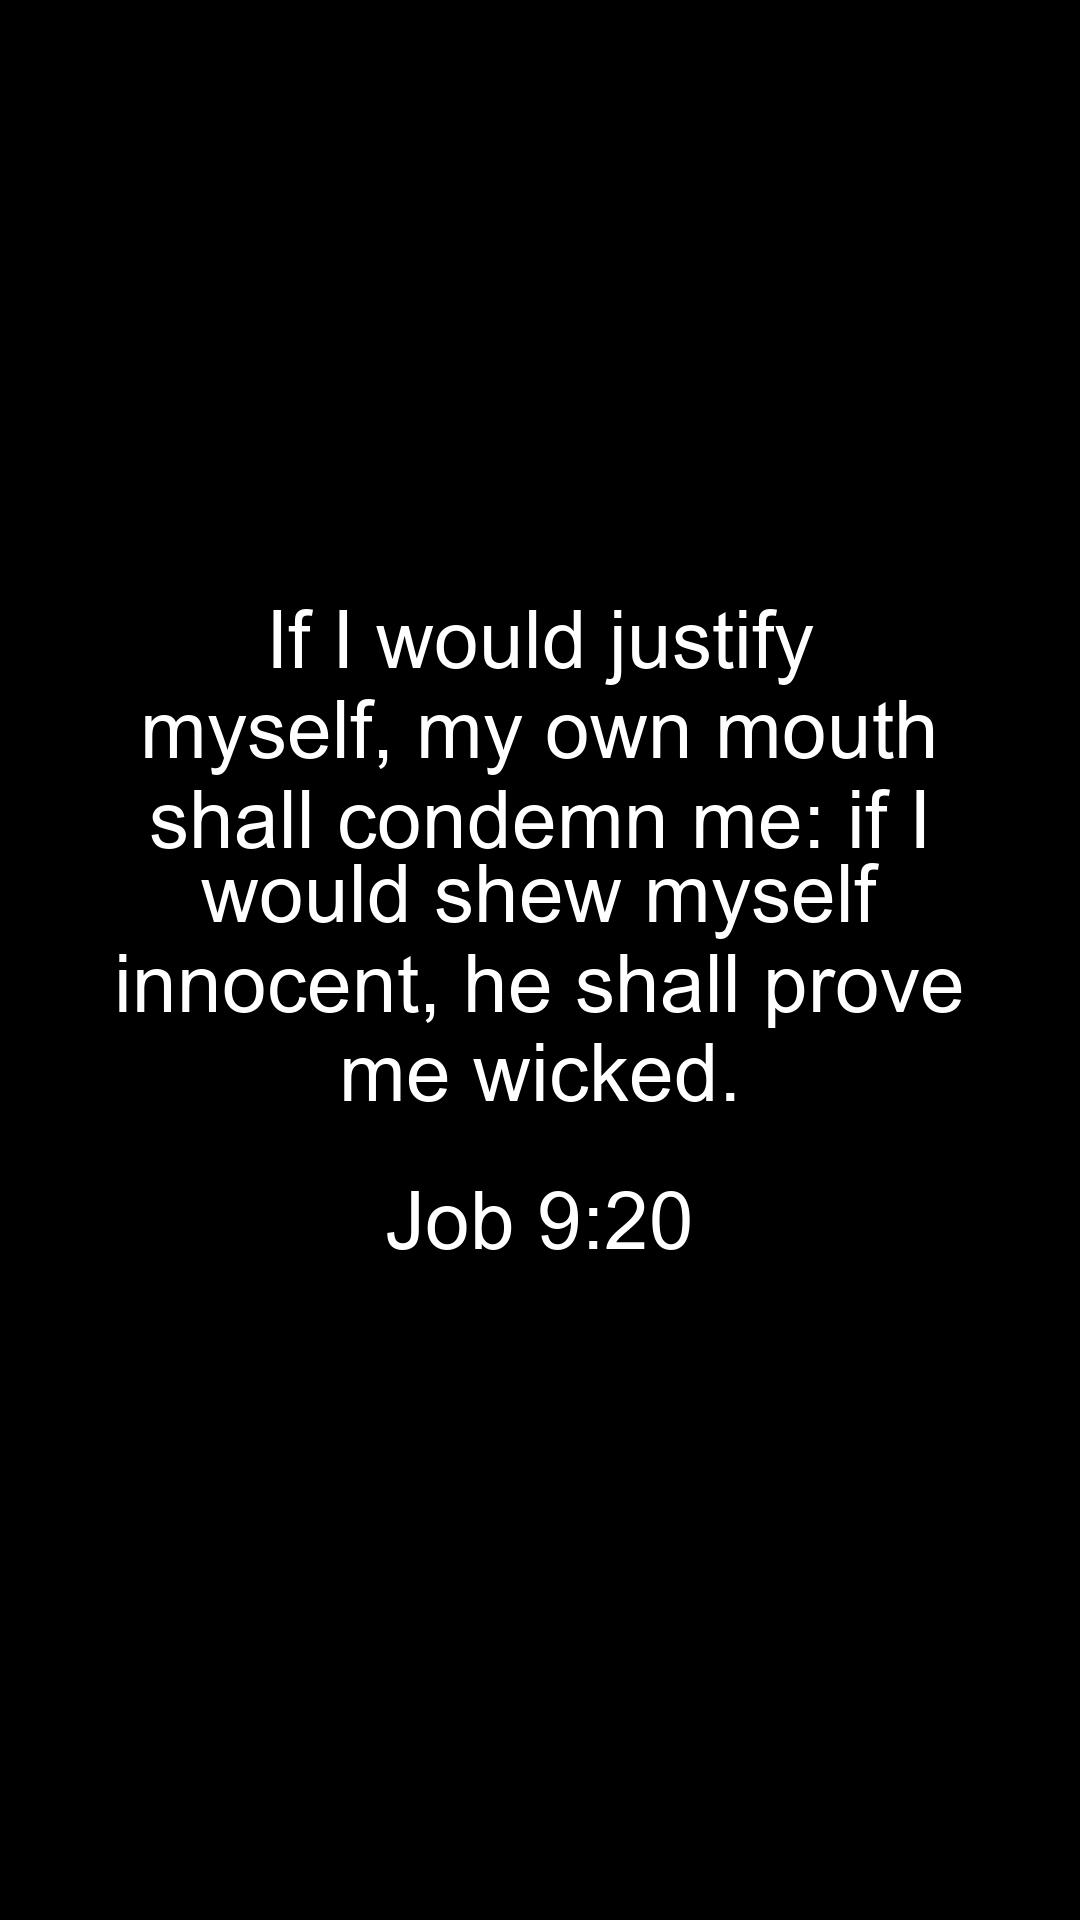 If I would justify
myself, my own mouth
shall condemn me: if I
would shew myself
innocent, he shall prove
me wicked.
Job 9:20